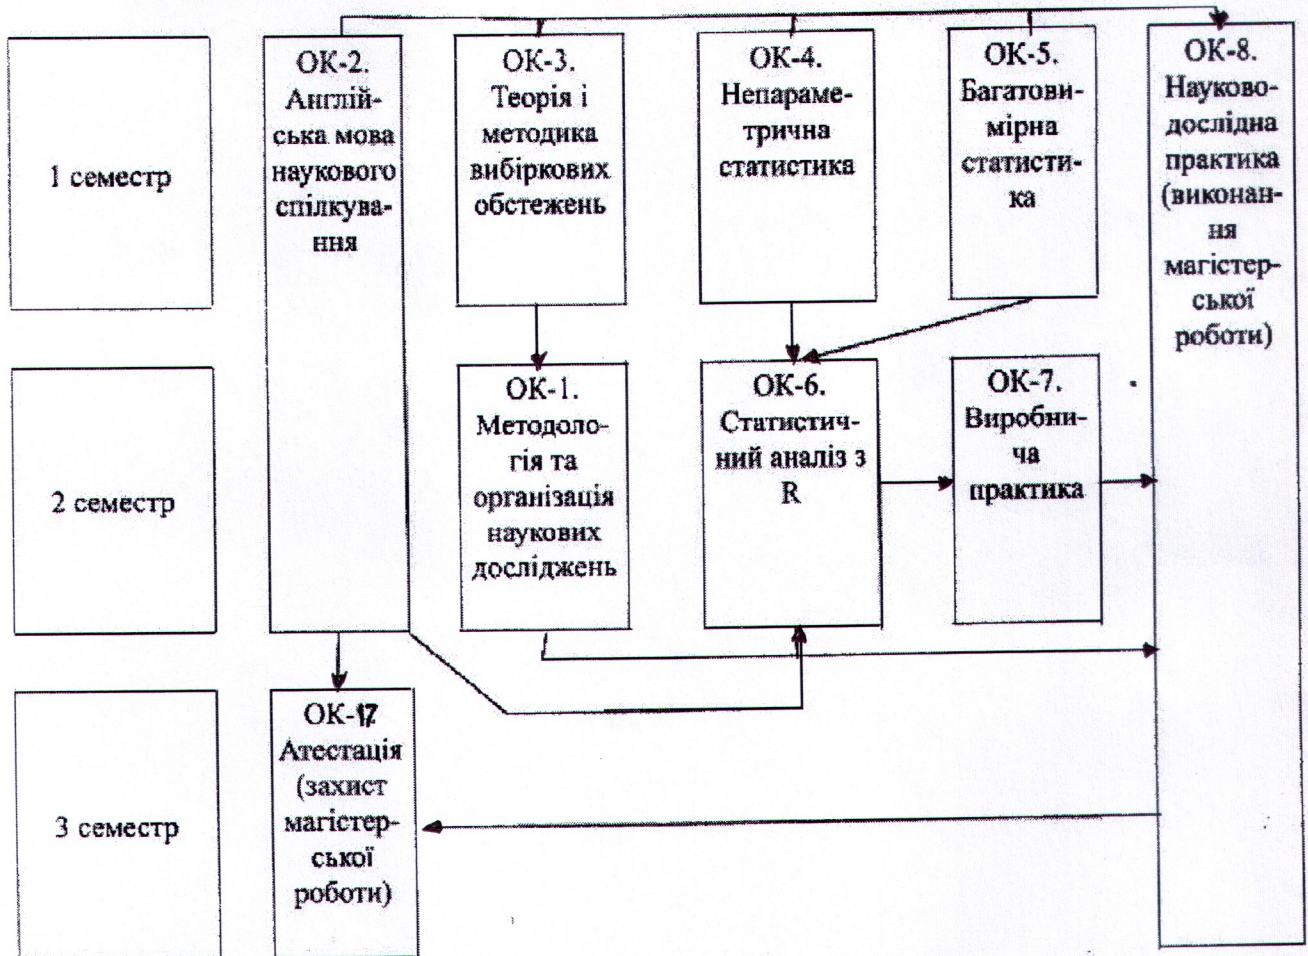 1 семестр
ОК-2.
Англій-
ська мова
наукового
спілкува-
ння
ОК-3.
Теорія і
методика
вибіркових
обстежень
ОК-4.
Непараме-
трична
статистика
ОК-5.
Багатови-
мірна
статисти-
ка
ОК-8.
Науково-
дослідна
практика
(виконан-
ня
магістер-
ської
роботи)
2 семестр
ОК-1.
Методоло-
гія та
організація
наукових
досліджень
ОК-6.
Статистич-
ний аналіз з
R
ОК-7.
Виробни-
ча
практика
3 семестр
ОК-17
Атестація
(захист
магістер-
ської
роботи)